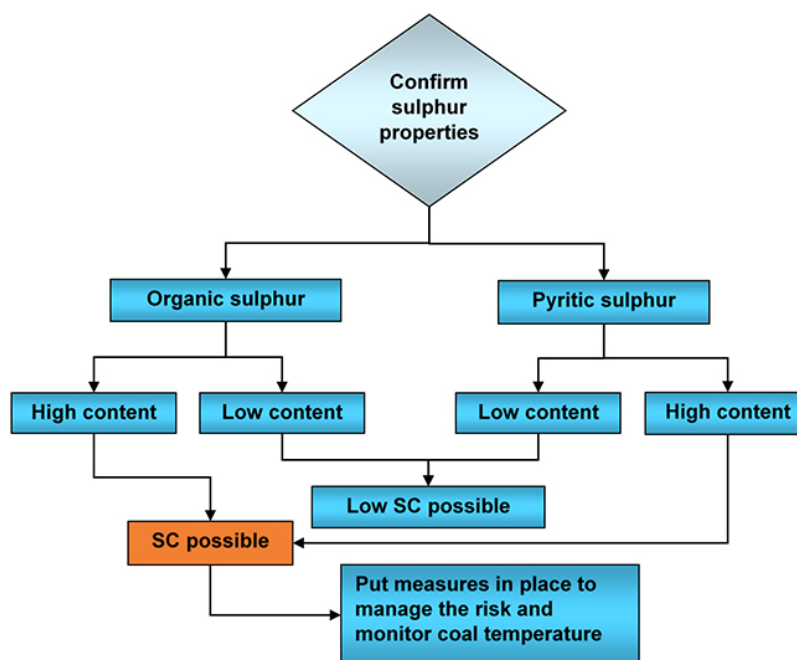 Confirm
sulphur
properties
Organic sulphur
Pyritic sulphur
High content
Low content
Low content
High content
Low SC possible
SC possible
Put measures in place to
manage the risk and
monitor coal temperature